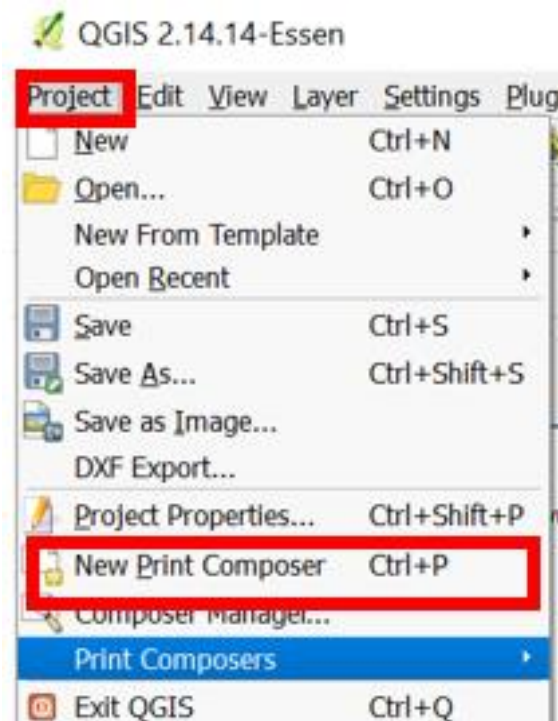 QGIS 2.14.14-Essen
Project Edit View Layer Settings Plug
New Ctrl+N
Open... Ctrl+O
New From Template
Open Recent
Save Ctrl+S
Save As... Ctrl+Shift+S
Save as Image...
DXF Export...
Project Properties... Ctrl+Shift+P
New Print Composer Ctrl+P
Composer Manager...
Print Composers
Exit QGIS Ctrl+Q